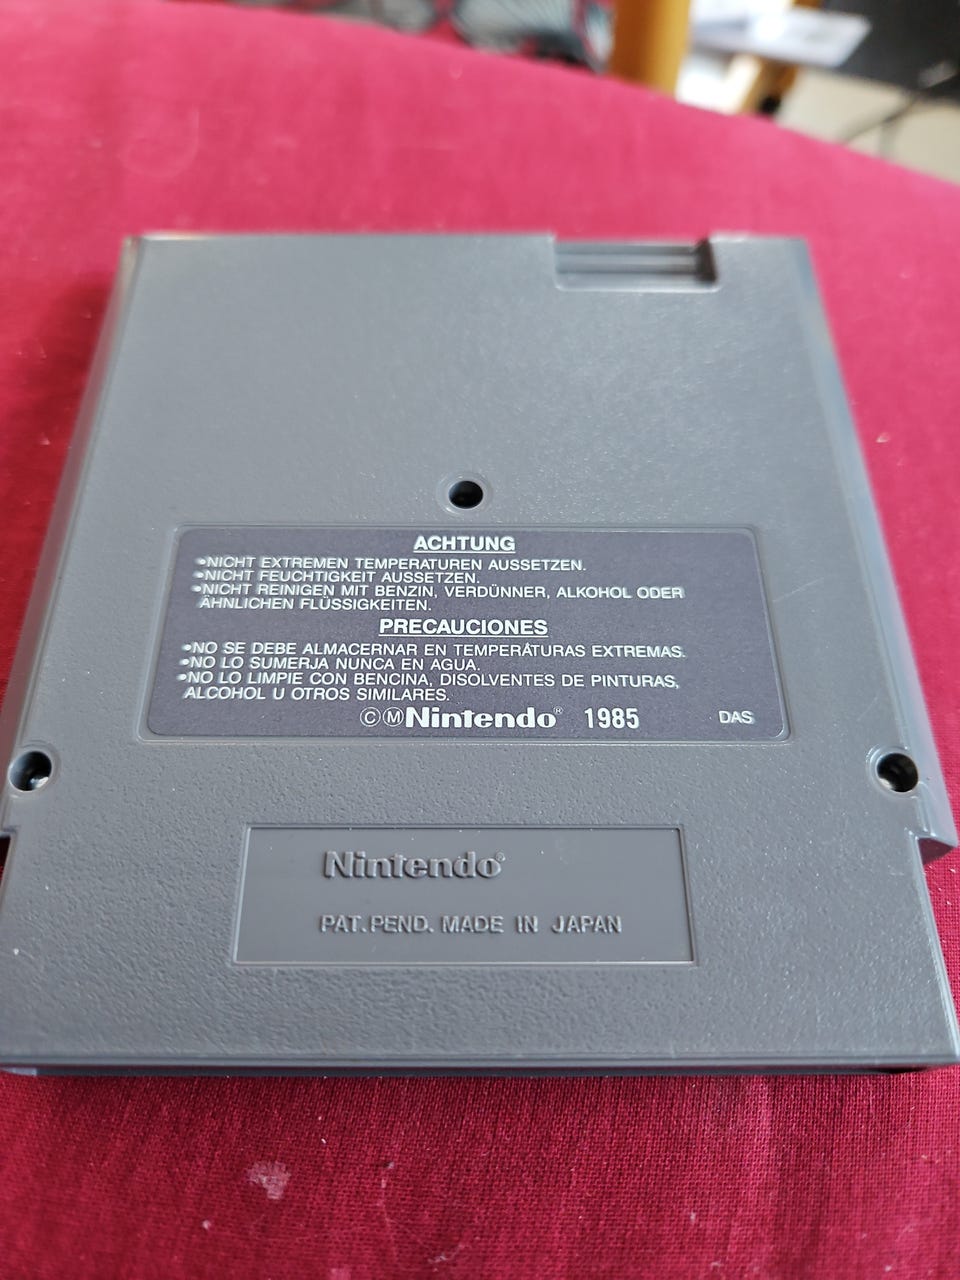 ACHTUNG
•NICHT EXTREMEN TEMPERATUREN AUSSETZEN.
•NICHT FEUCHTIGKEIT AUSSETZEN.
•NICHT REINIGEN MIT BENZIN, VERDÜNNER, ALKOHOL ODER
ÄHNLICHEN FLÜSSIGKEITEN.
PRECAUCIONES
•NO SE DEBE ALMACERNAR EN TEMPERÁTURAS EXTREMAS.
•NO LO SUMERJA NUNCA EN AGUA.
•NO LO LIMPIE CON BENCINA, DISOLVENTES DE PINTURAS,
ALCOHOL U OTROS SIMILARES.
©ⓂNintendo® 1985 DAS
Nintendo®
PAT.PEND. MADE IN JAPAN